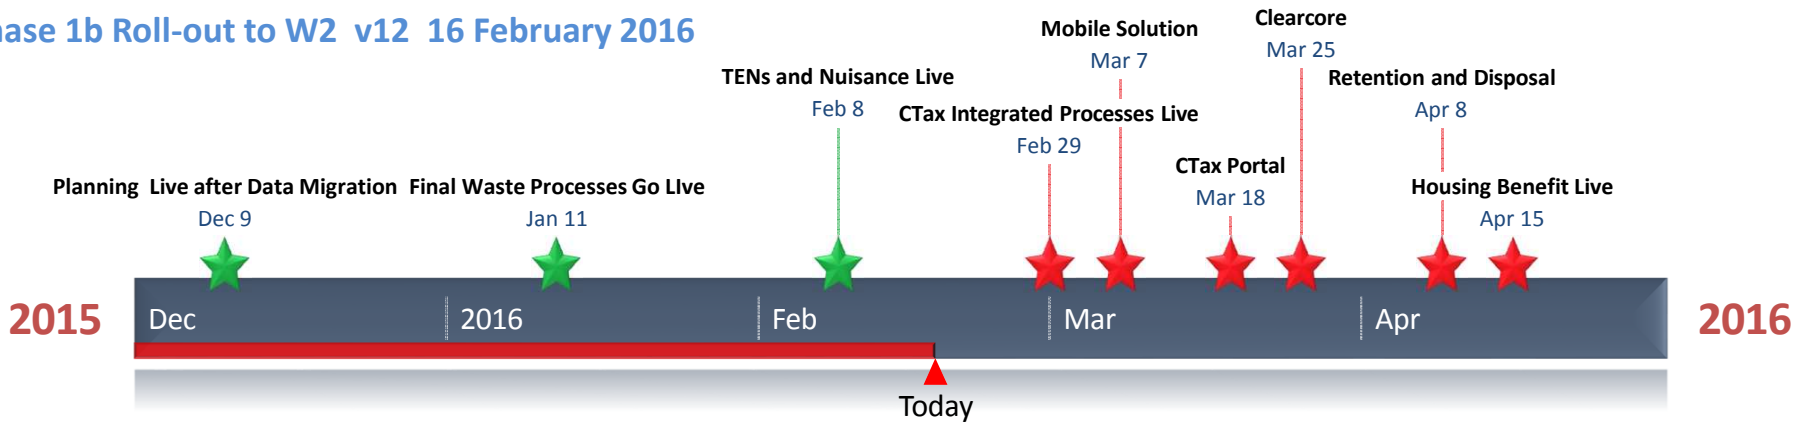 ase 1b Roll-out to W2 v12 16 February 2016
Clearcore
Mar 25
Mobile Solution
Mar 7
TENs and Nuisance Live
Feb 8
Retention and Disposal
Apr 8
CTax Integrated Processes Live
Feb 29
CTax Portal
Mar 18
Planning Live after Data Migration
Dec 9
Final Waste Processes Go LIve
Jan 11
Housing Benefit Live
Apr 15
2015
Dec
2016
Feb
Mar
Apr
2016
Today